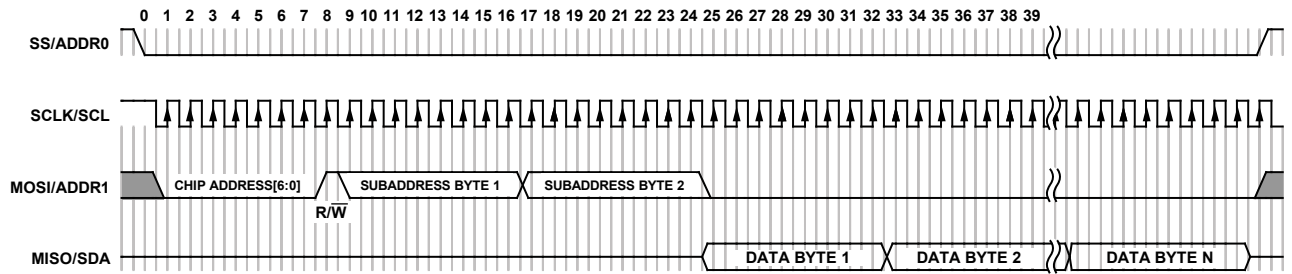 0 1 2 3 4 5 6 7 8 9 10 11 12 13 14 15 16 17 18 19 20 21 22 23 24 25 26 27 28 29 30 31 32 33 34 35 36 37 38 39
SS/ADDR0
SCLK/SCL
MOSI/ADDR1 CHIP ADDRESS[6:0] SUBADDRESS BYTE 1 SUBADDRESS BYTE 2
R/W̅
MISO/SDA DATA BYTE 1 DATA BYTE 2 DATA BYTE N